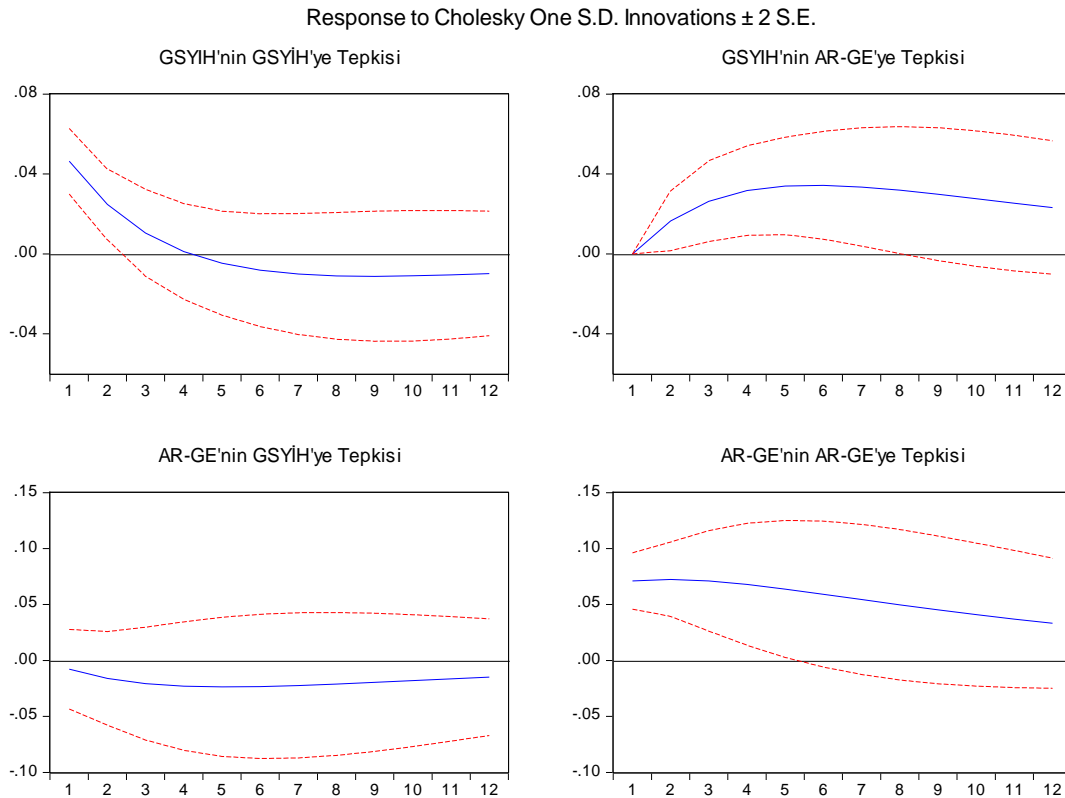 Response to Cholesky One S.D. Innovations ± 2 S.E.
GSYIH'nin GSYİH'ye Tepkisi
.08
.04
.00
-.04
1 2 3 4 5 6 7 8 9 10 11 12
GSYIH'nin AR-GE'ye Tepkisi
.08
.04
.00
-.04
1 2 3 4 5 6 7 8 9 10 11 12
AR-GE'nin GSYİH'ye Tepkisi
.15
.10
.05
.00
-.05
-.10
1 2 3 4 5 6 7 8 9 10 11 12
AR-GE'nin AR-GE'ye Tepkisi
.15
.10
.05
.00
-.05
-.10
1 2 3 4 5 6 7 8 9 10 11 12